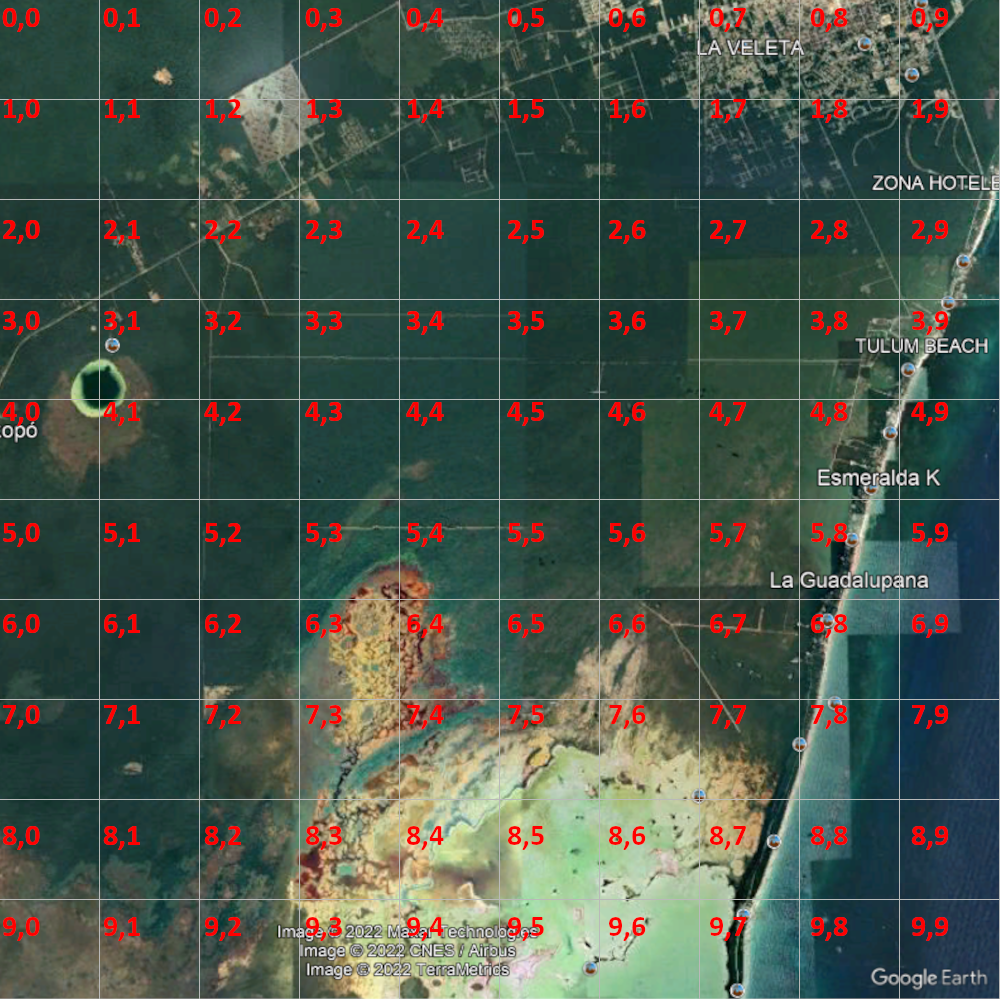 0,0 0,1 0,2 0,3 0,4 0,5 0,6 0,7 0,8 0,9
LA VELETA
1,0 1,1 1,2 1,3 1,4 1,5 1,6 1,7 1,8 1,9
ZONA HOTELE
2,0 2,1 2,2 2,3 2,4 2,5 2,6 2,7 2,8 2,9
3,0 3,1 3,2 3,3 3,4 3,5 3,6 3,7 3,8 3,9
TULUM BEACH
4,0 4,1 4,2 4,3 4,4 4,5 4,6 4,7 4,8 4,9
opó
Esmeralda K
5,0 5,1 5,2 5,3 5,4 5,5 5,6 5,7 5,8 5,9
La Guadalupana
6,0 6,1 6,2 6,3 6,4 6,5 6,6 6,7 6,8 6,9
7,0 7,1 7,2 7,3 7,4 7,5 7,6 7,7 7,8 7,9
8,0 8,1 8,2 8,3 8,4 8,5 8,6 8,7 8,8 8,9
9,0 9,1 9,2 9,3 9,4 9,5 9,6 9,7 9,8 9,9
Image © 2022 Maxar Technologies
Image © 2022 CNES / Airbus
Image © 2022 TerraMetrics
Google Earth